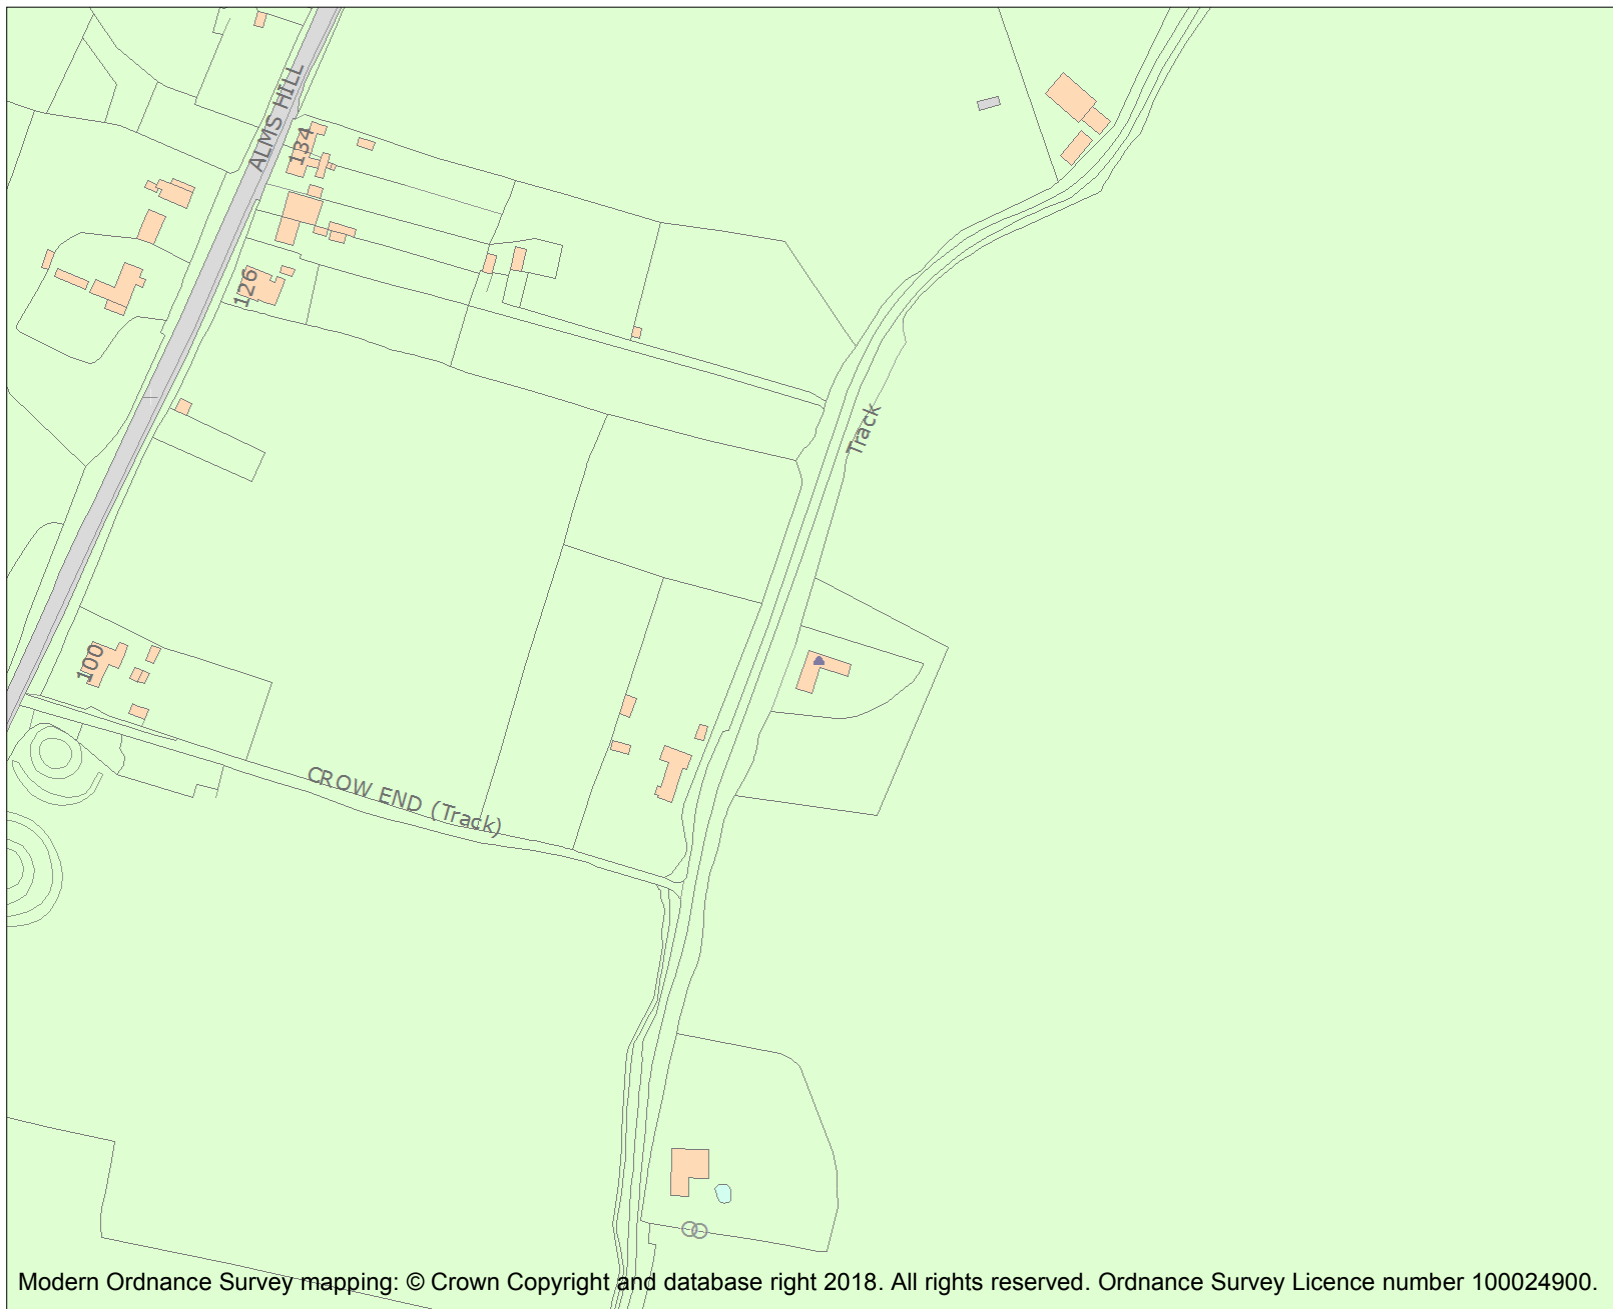 ALMS HILL
134
126
Track
100
CROW END (Track)
Modern Ordnance Survey mapping: © Crown Copyright and database right 2018. All rights reserved. Ordnance Survey Licence number 100024900.